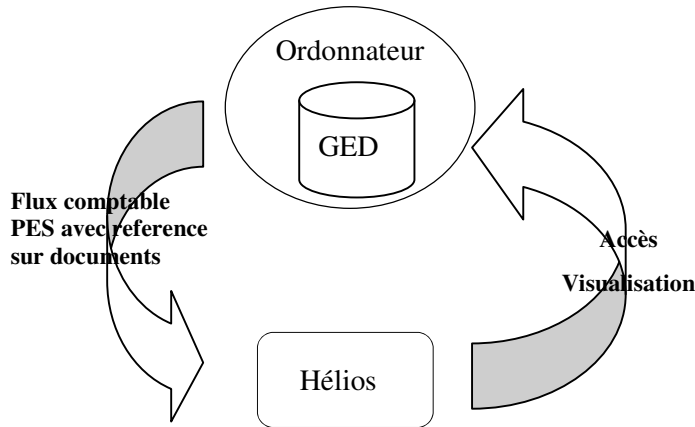 Ordonnateur
GED
Flux comptable
PES avec reference
sur documents
Accès
Visualisation
Hélios